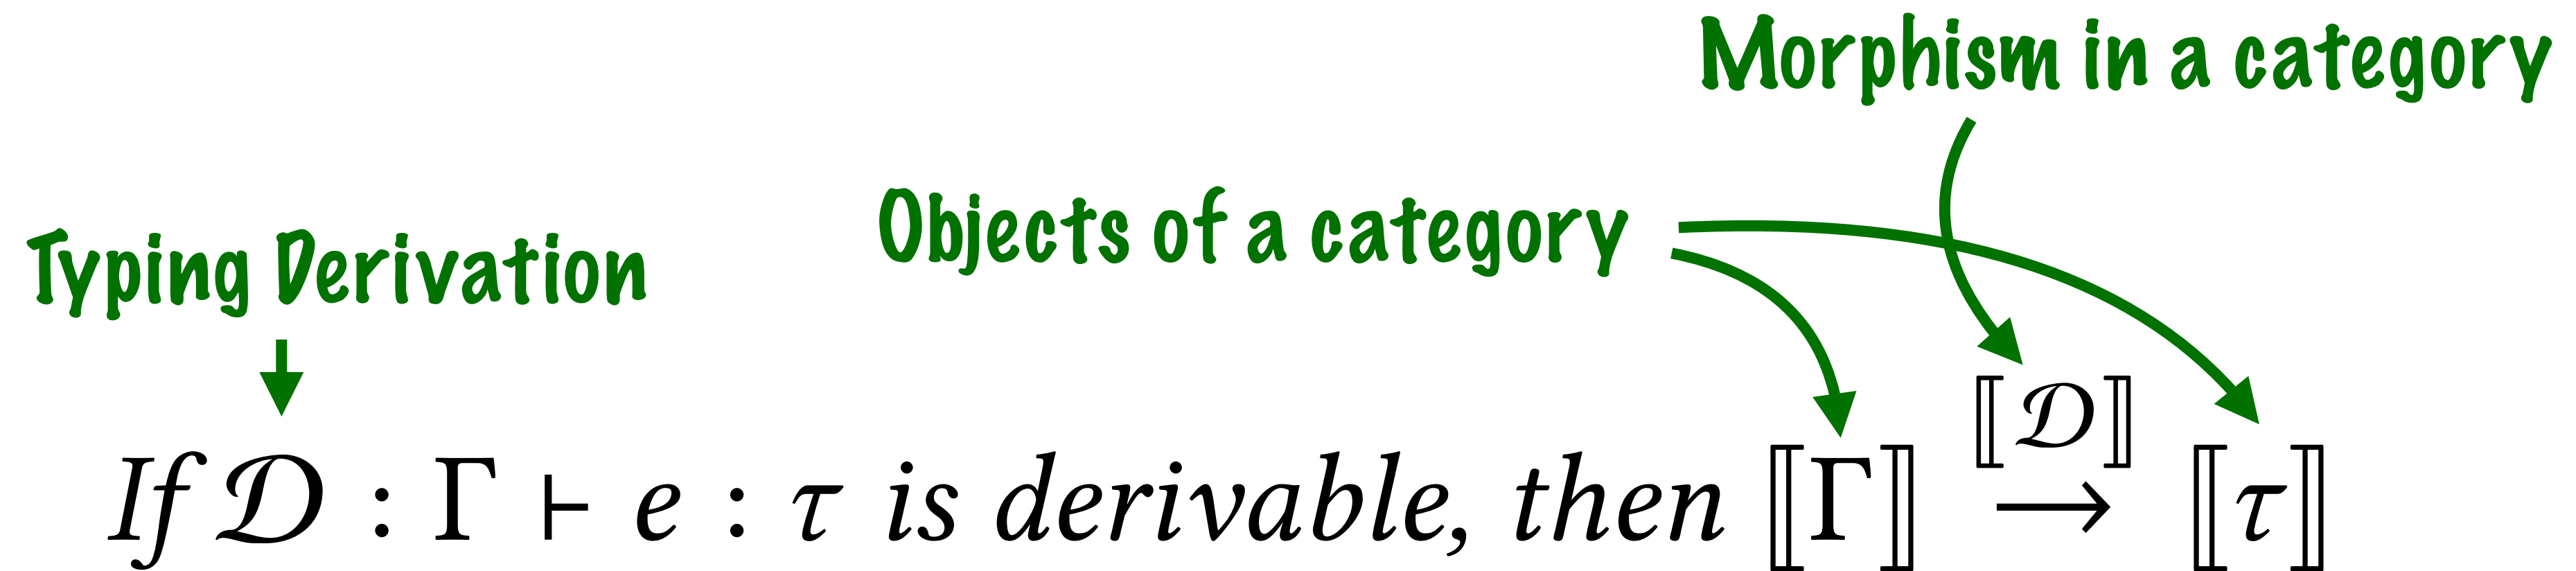 Morphism in a category
Objects of a category
Typing Derivation
⟦𝒟⟧
If 𝒟 : Γ ⊢ e : τ is derivable, then ⟦Γ⟧ ⟶ ⟦τ⟧